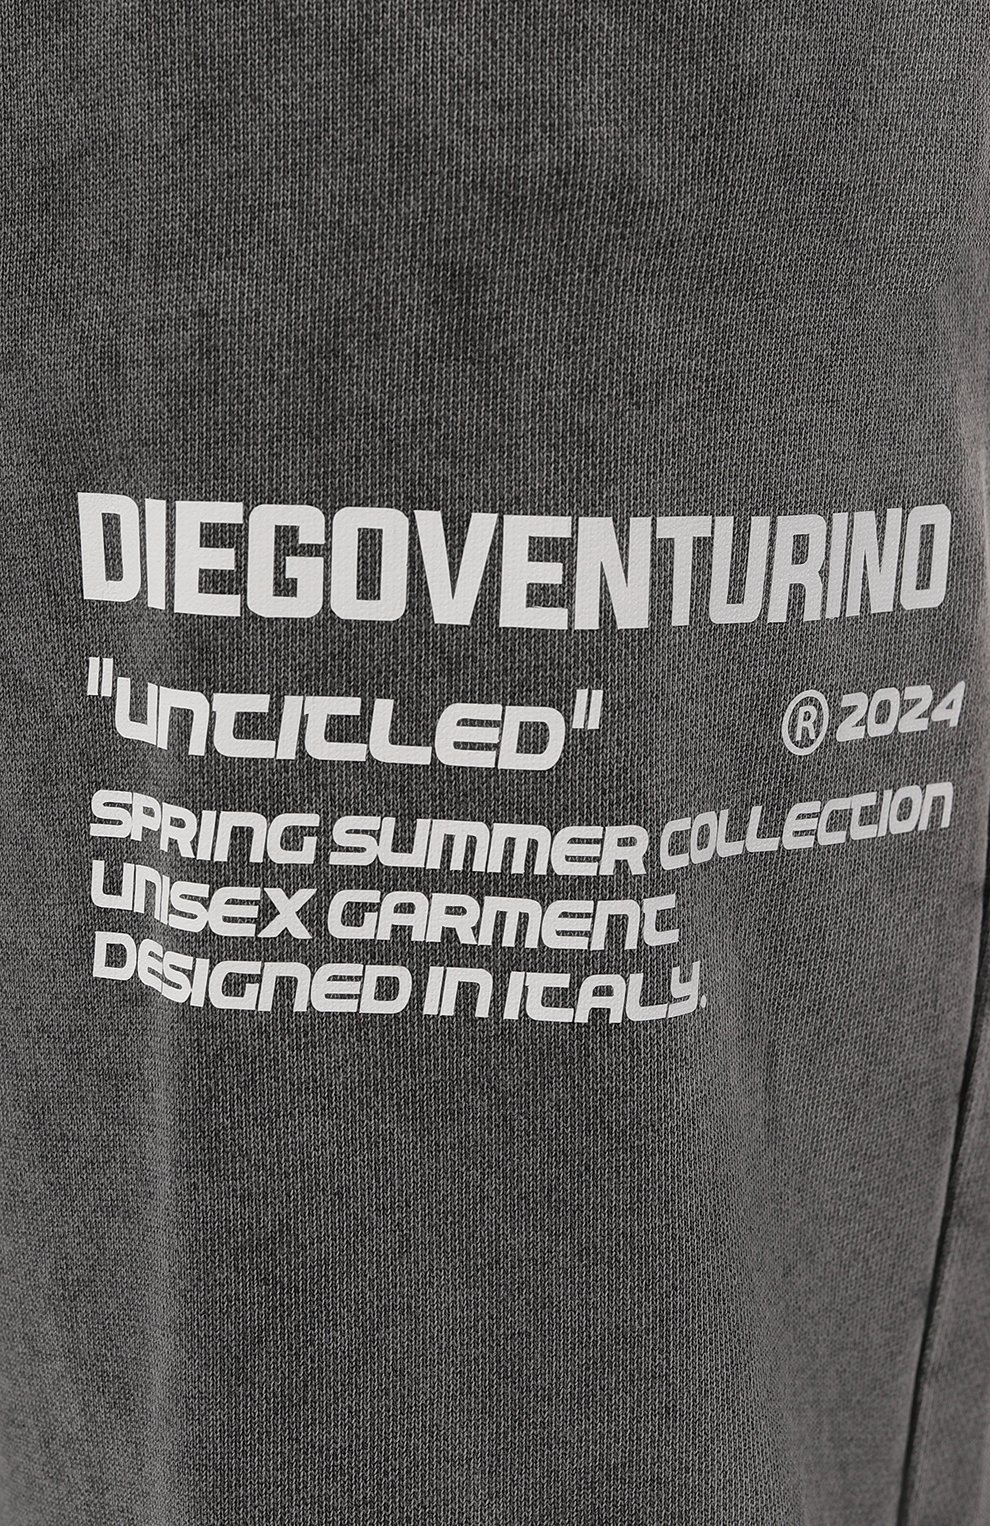 DIEGOVENTURINO
"UNTITLED" ® 2024
SPRING SUMMER COLLECTION
UNISEX GARMENT
DESIGNED IN ITALY.